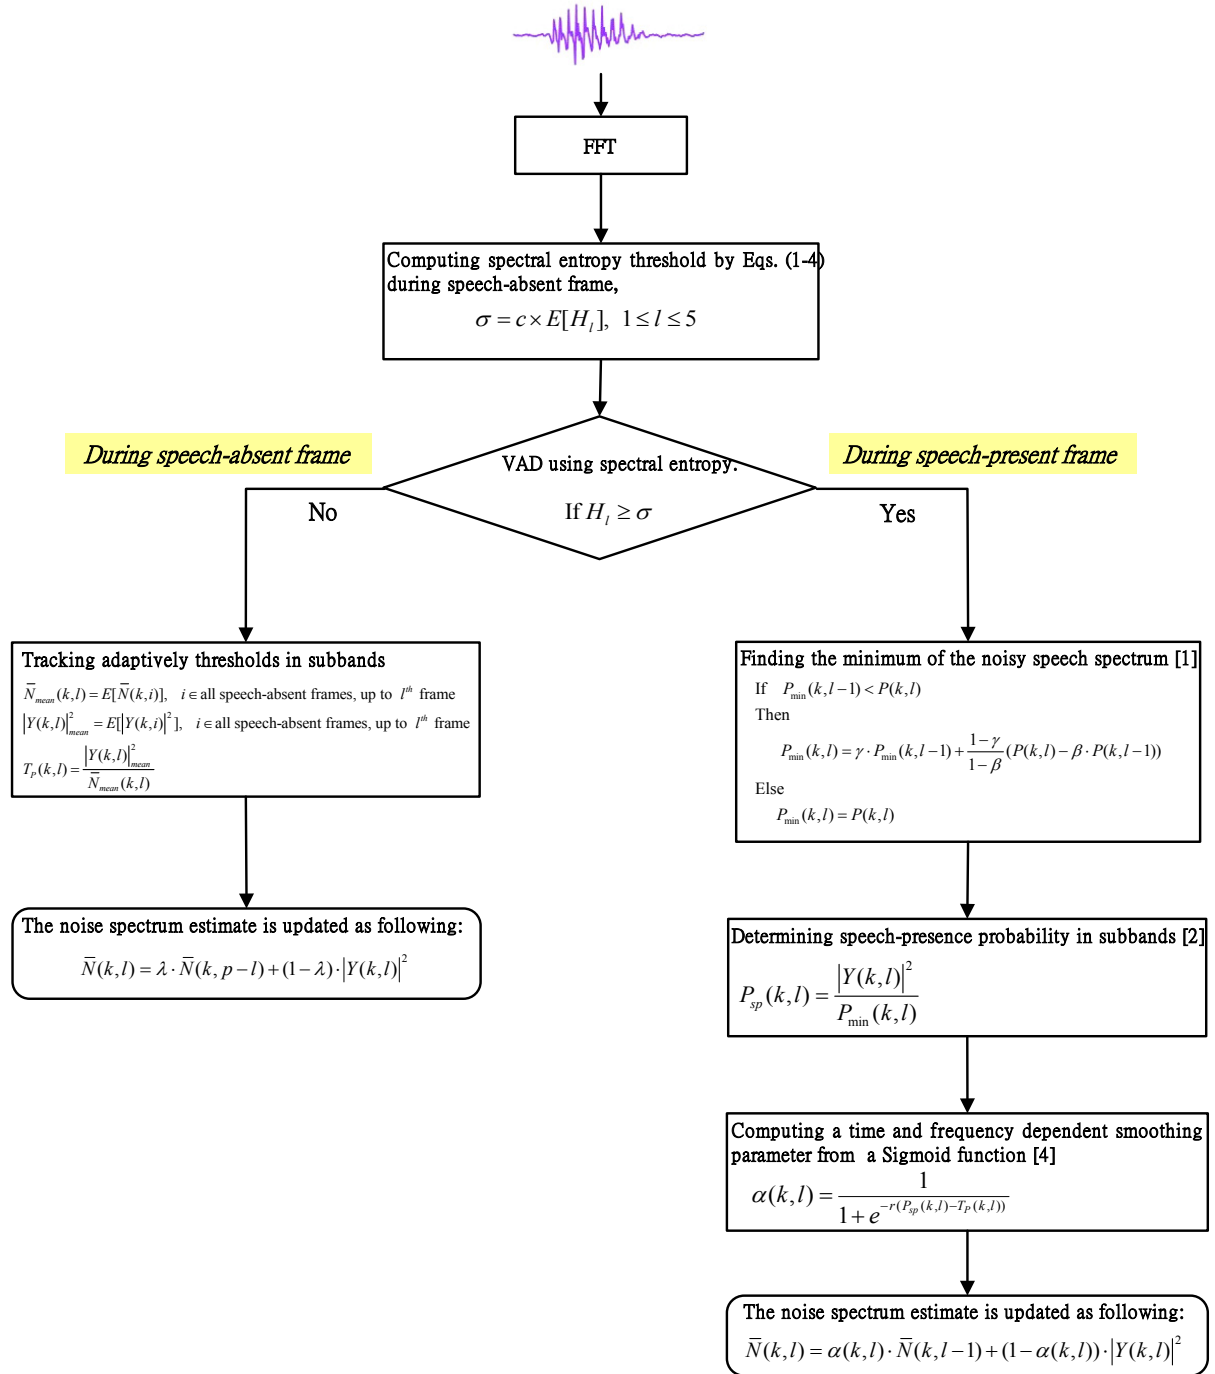 FFT
Computing spectral entropy threshold by Eqs. (1-4)
during speech-absent frame,
σ = c × E[H_l], 1 ≤ l ≤ 5
During speech-absent frame
During speech-present frame
VAD using spectral entropy.
If H_l ≥ σ
No
Yes
Tracking adaptively thresholds in subbands
N̅_mean(k,l) = E[N̅(k,i)], i ∈ all speech-absent frames, up to l^th frame
|Y(k,l)|²_mean = E[|Y(k,i)|²], i ∈ all speech-absent frames, up to l^th frame
T_P(k,l) = |Y(k,l)|²_mean / N̅_mean(k,l)
The noise spectrum estimate is updated as following:
N̅(k,l) = λ · N̅(k, p−l) + (1−λ) · |Y(k,l)|²
Finding the minimum of the noisy speech spectrum [1]
If P_min(k,l−1) < P(k,l)
Then
P_min(k,l) = γ · P_min(k,l−1) + (1−γ)/(1−β) (P(k,l) − β · P(k,l−1))
Else
P_min(k,l) = P(k,l)
Determining speech-presence probability in subbands [2]
P_sp(k,l) = |Y(k,l)|² / P_min(k,l)
Computing a time and frequency dependent smoothing
parameter from a Sigmoid function [4]
α(k,l) = 1 / (1 + e^(−r(P_sp(k,l)−T_P(k,l))))
The noise spectrum estimate is updated as following:
N̅(k,l) = α(k,l) · N̅(k,l−1) + (1−α(k,l)) · |Y(k,l)|²